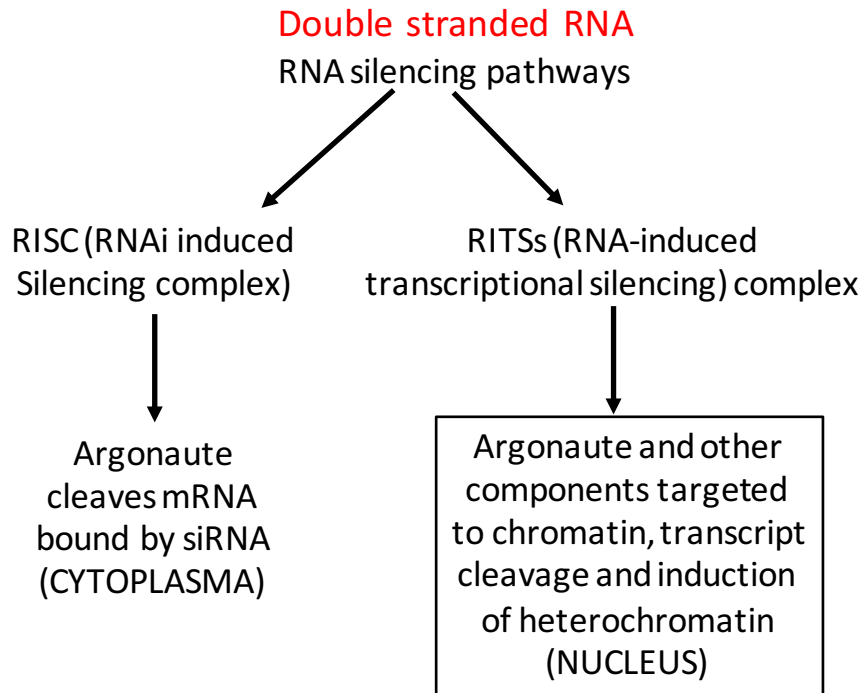 Double stranded RNA
RNA silencing pathways
RISC (RNAi induced
Silencing complex)
RITSs (RNA-induced
transcriptional silencing) complex
Argonaute
cleaves mRNA
bound by siRNA
(CYTOPLASMA)
Argonaute and other
components targeted
to chromatin, transcript
cleavage and induction
of heterochromatin
(NUCLEUS)